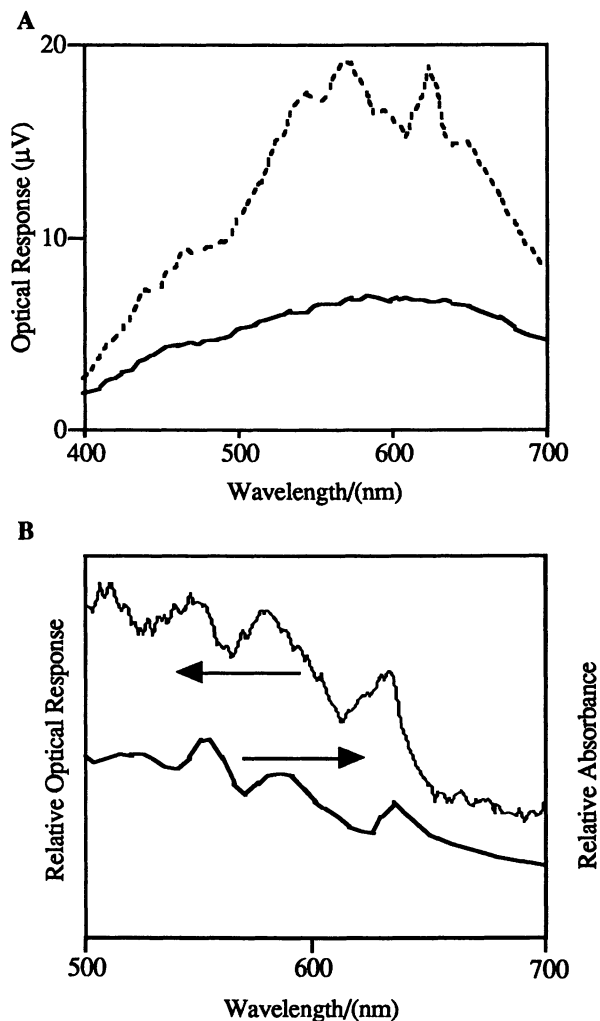 A
20
10
0
Optical Response (μV)
400 500 600 700
Wavelength/(nm)
B
Relative Optical Response
Relative Absorbance
500 600 700
Wavelength/(nm)